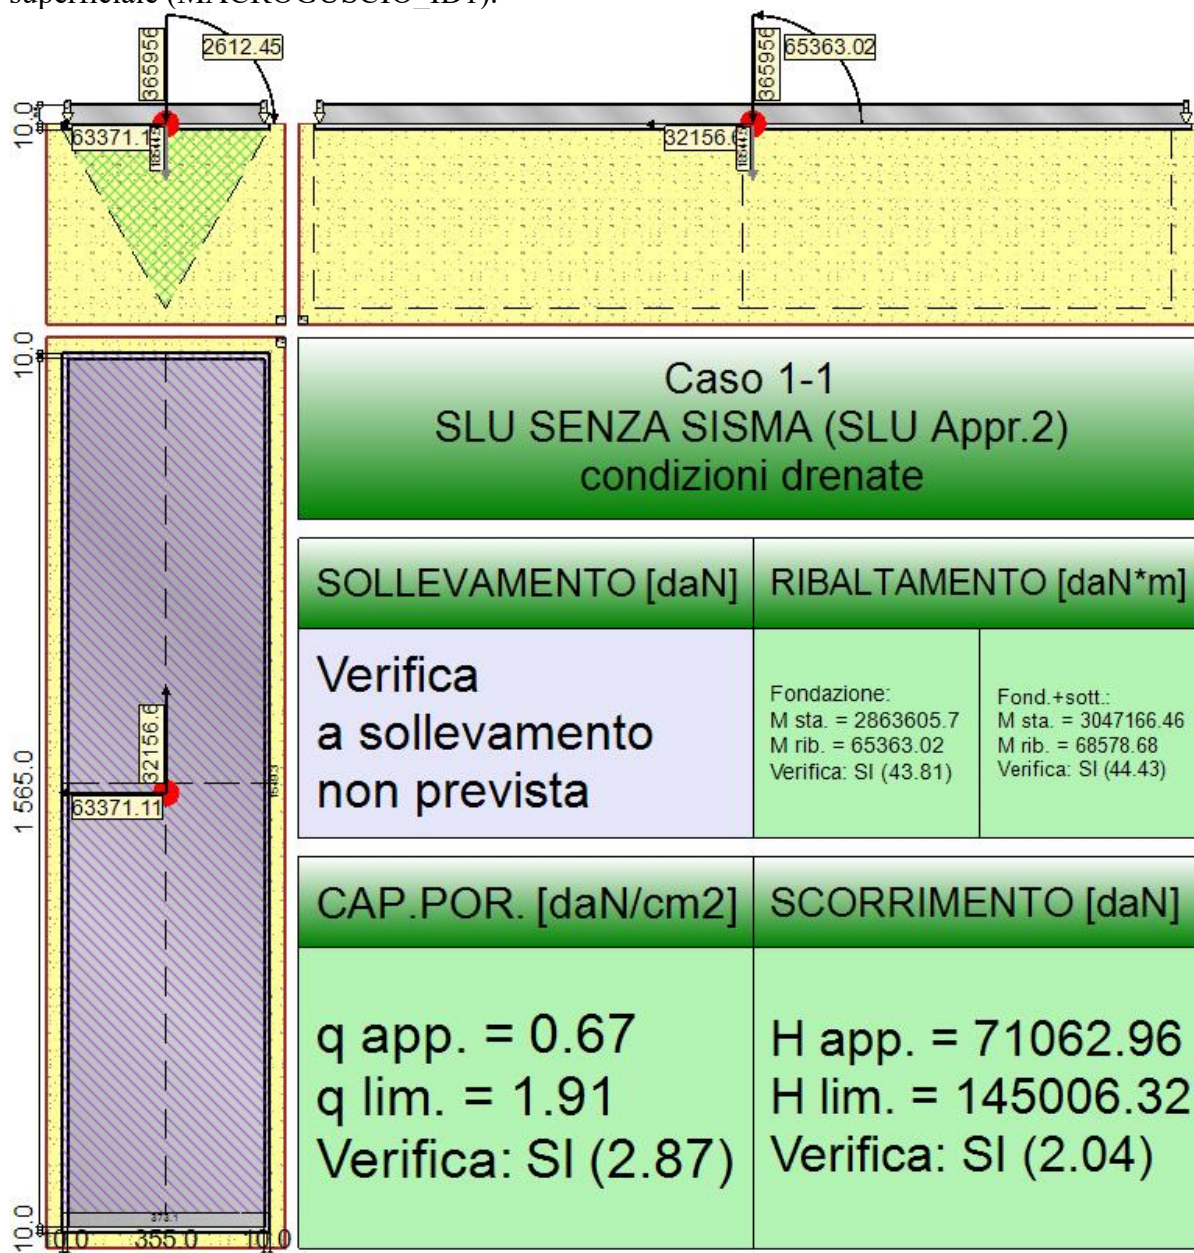 superficiale (MACROGUSCIO_ID1).
365956
2612.45
365956
65363.02
10.0
63371.1
32156.6
10.0
Caso 1-1
SLU SENZA SISMA (SLU Appr.2)
condizioni drenate
SOLLEVAMENTO [daN]
RIBALTAMENTO [daN*m]
Verifica
a sollevamento
non prevista
Fondazione:
M sta. = 2863605.7
M rib. = 65363.02
Verifica: SI (43.81)
Fond.+sott.:
M sta. = 3047166.46
M rib. = 68578.68
Verifica: SI (44.43)
32156.6
1565.0
63371.11
CAP.POR. [daN/cm2]
SCORRIMENTO [daN]
q app. = 0.67
q lim. = 1.91
Verifica: SI (2.87)
H app. = 71062.96
H lim. = 145006.32
Verifica: SI (2.04)
373.1
10.0
10.0
355.0
10.0